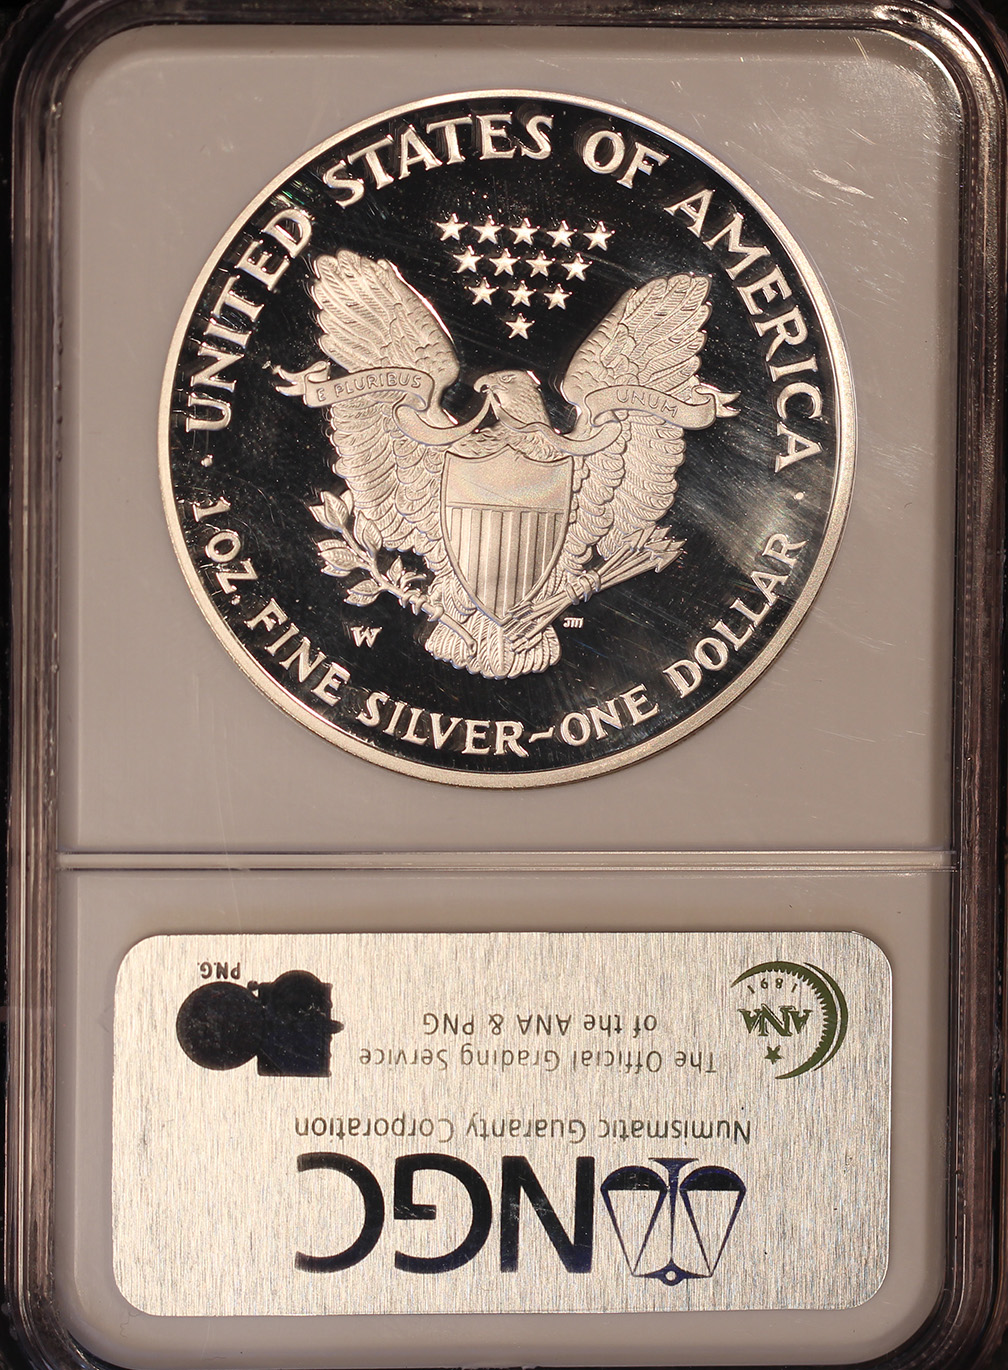 UNITED STATES OF AMERICA
E PLURIBUS UNUM
W
JM
1 OZ. FINE SILVER~ONE DOLLAR
NGC
Numismatic Guaranty Corporation
The Official Grading Service
of the ANA & PNG
ANA
1891
P.N.G.